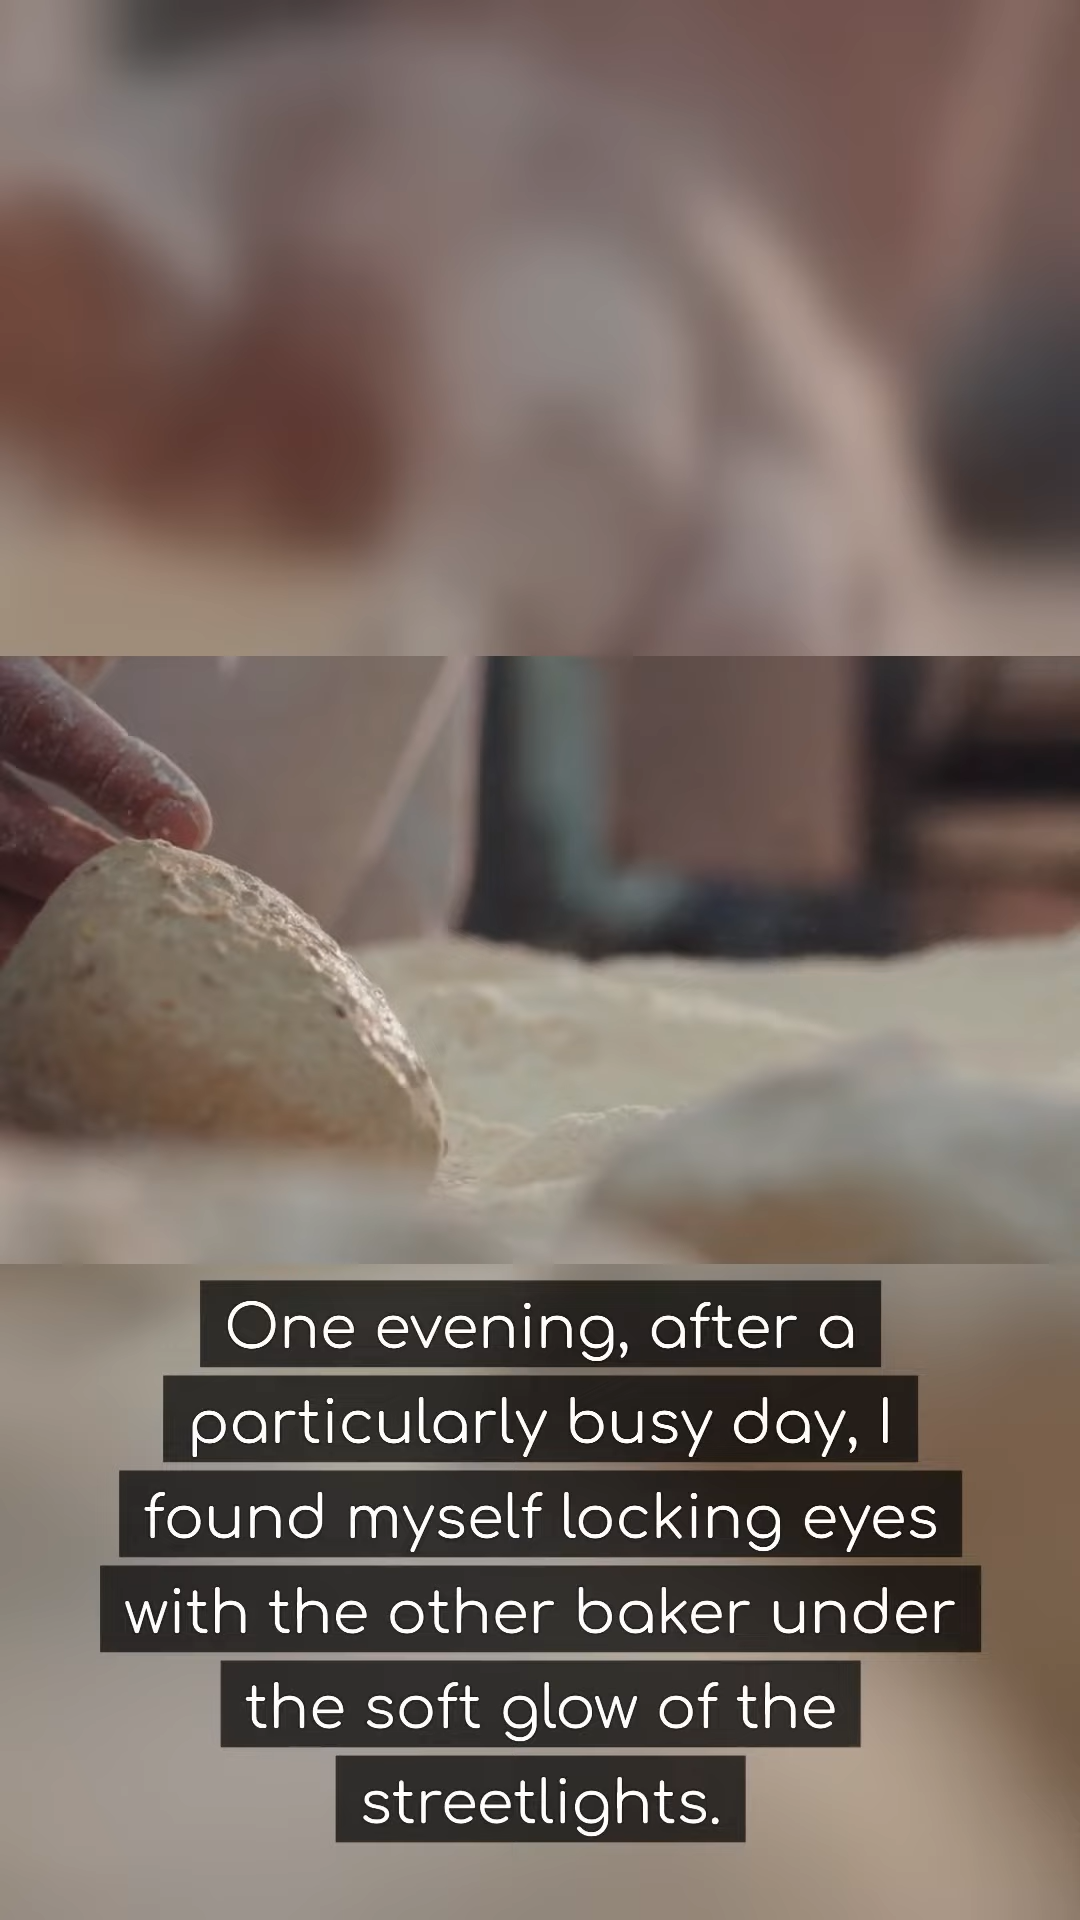 One evening, after a
particularly busy day, I
found myself locking eyes
with the other baker under
the soft glow of the
streetlights.